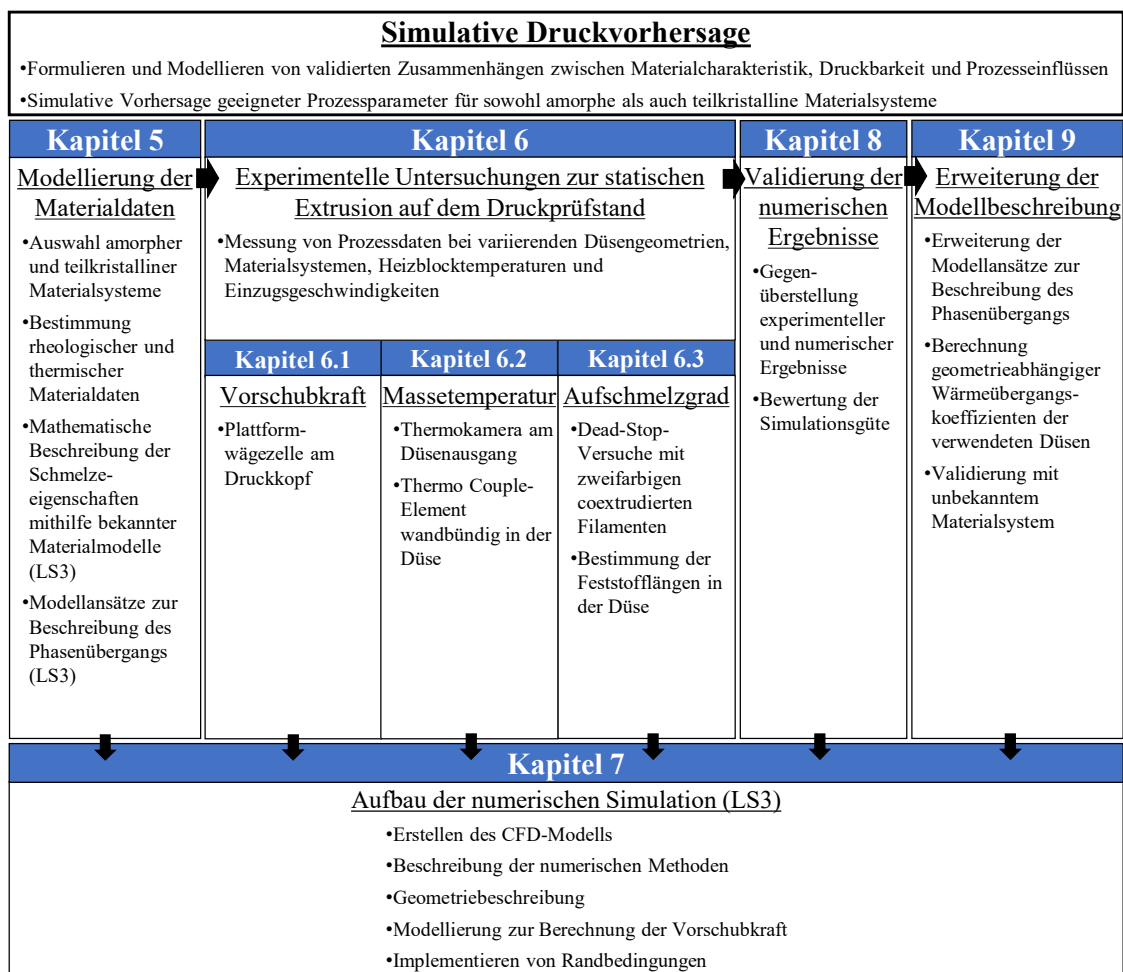 Simulative Druckvorhersage
•Formulieren und Modellieren von validierten Zusammenhängen zwischen Materialcharakteristik, Druckbarkeit und Prozesseinflüssen
•Simulative Vorhersage geeigneter Prozessparameter für sowohl amorphe als auch teilkristalline Materialsysteme
Kapitel 5
Modellierung der
Materialdaten
•Auswahl amorpher
und teilkristalliner
Materialsysteme
•Bestimmung
rheologischer und
thermischer
Materialdaten
•Mathematische
Beschreibung der
Schmelze-
eigenschaften
mithilfe bekannter
Materialmodelle
(LS3)
•Modellansätze zur
Beschreibung des
Phasenübergangs
(LS3)
Kapitel 6
Experimentelle Untersuchungen zur statischen
Extrusion auf dem Druckprüfstand
•Messung von Prozessdaten bei variierenden Düsengeometrien,
Materialsystemen, Heizblocktemperaturen und
Einzugsgeschwindigkeiten
Kapitel 6.1
Vorschubkraft
•Plattform-
wägezelle am
Druckkopf
Kapitel 6.2
Massetemperatur
•Thermokamera am
Düsenausgang
•Thermo Couple-
Element
wandbündig in der
Düse
Kapitel 6.3
Aufschmelzgrad
•Dead-Stop-
Versuche mit
zweifarbigen
coextrudierten
Filamenten
•Bestimmung der
Feststofflängen in
der Düse
Kapitel 8
Validierung der
numerischen
Ergebnisse
•Gegen-
überstellung
experimenteller
und numerischer
Ergebnisse
•Bewertung der
Simulationsgüte
Kapitel 9
Erweiterung der
Modellbeschreibung
•Erweiterung der
Modellansätze zur
Beschreibung des
Phasenübergangs
•Berechnung
geometrieabhängiger
Wärmeübergangs-
koeffizienten der
verwendeten Düsen
•Validierung mit
unbekanntem
Materialsystem
Kapitel 7
Aufbau der numerischen Simulation (LS3)
•Erstellen des CFD-Modells
•Beschreibung der numerischen Methoden
•Geometriebeschreibung
•Modellierung zur Berechnung der Vorschubkraft
•Implementieren von Randbedingungen